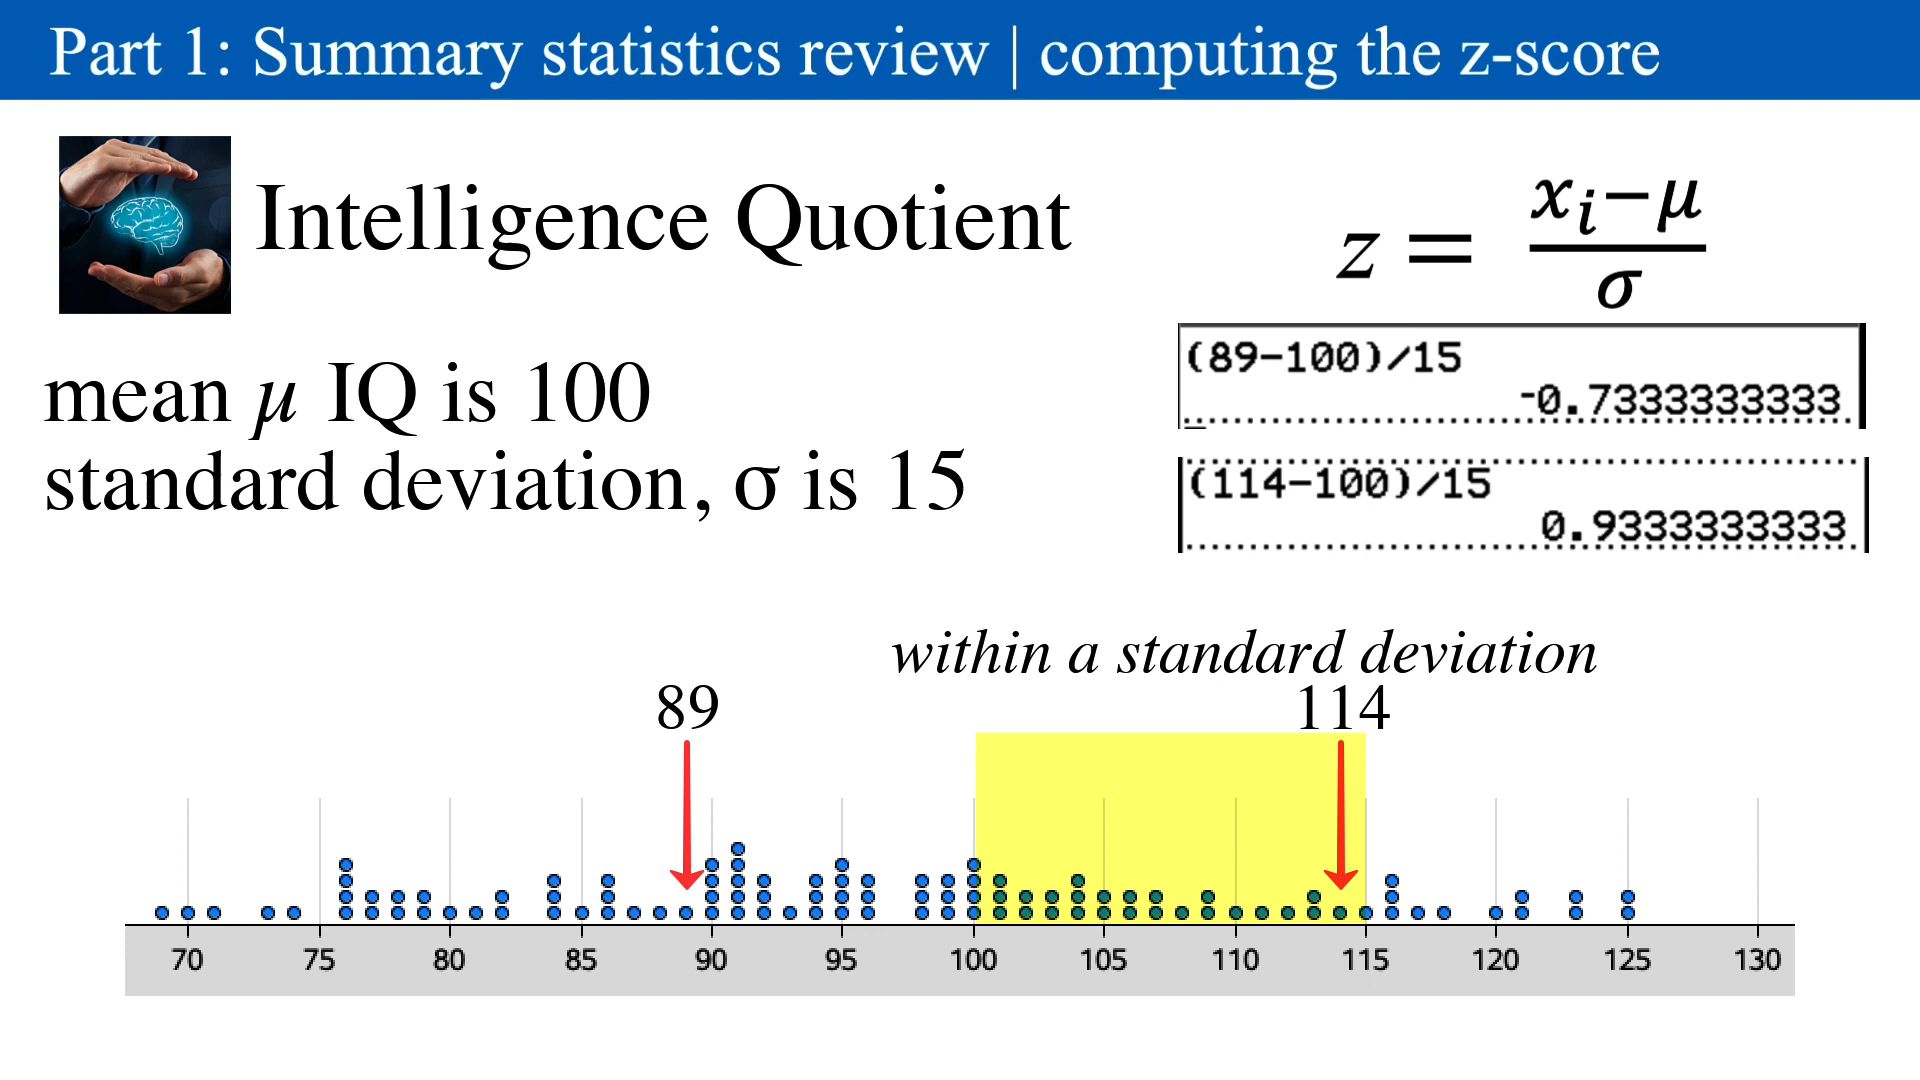 Part 1: Summary statistics review | computing the z-score
Intelligence Quotient
z = (xᵢ−μ)/σ
mean μ IQ is 100
standard deviation, σ is 15
(89-100)/15
-0.7333333333
(114-100)/15
0.9333333333
within a standard deviation
89
114
70 75 80 85 90 95 100 105 110 115 120 125 130